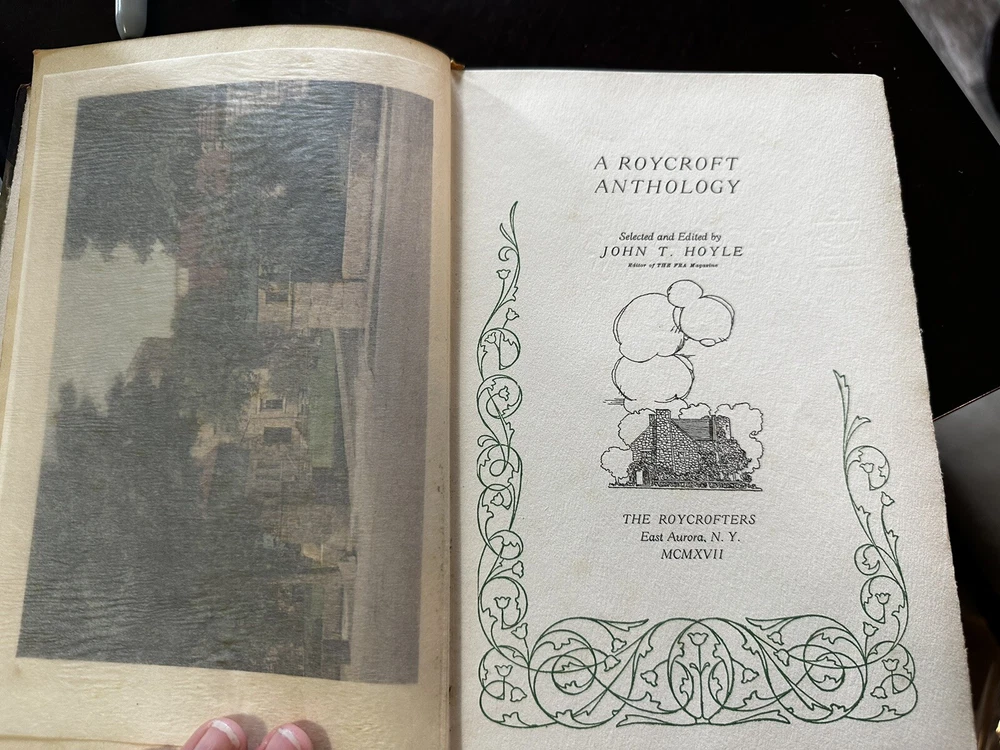 A ROYCROFT
ANTHOLOGY
Selected and Edited by
JOHN T. HOYLE
Editor of THE FRA Magazine
THE ROYCROFTERS
East Aurora, N. Y.
MCMXVII